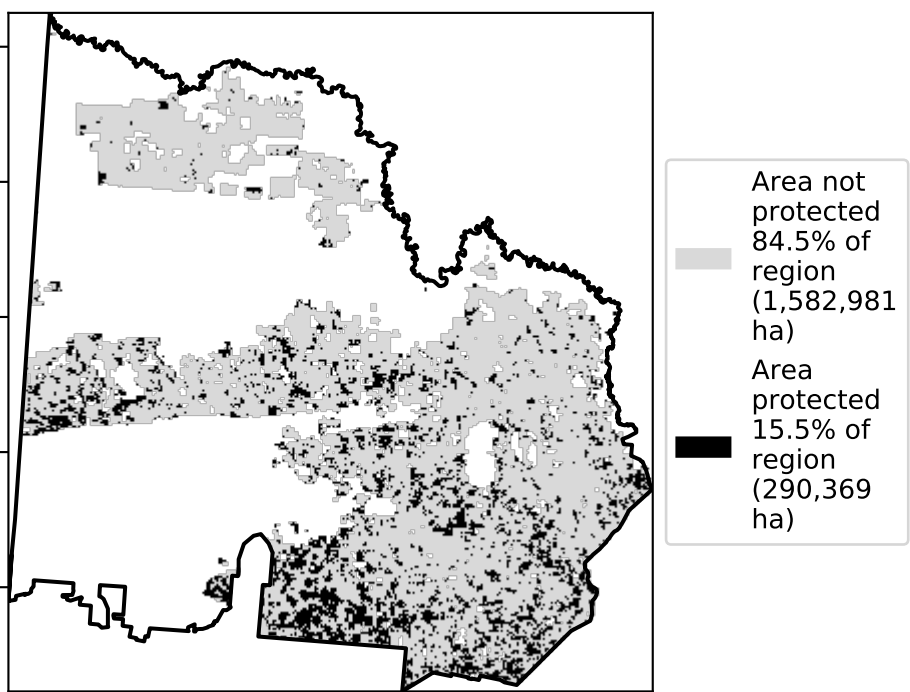 Area not
protected
84.5% of
region
(1,582,981
ha)
Area
protected
15.5% of
region
(290,369
ha)